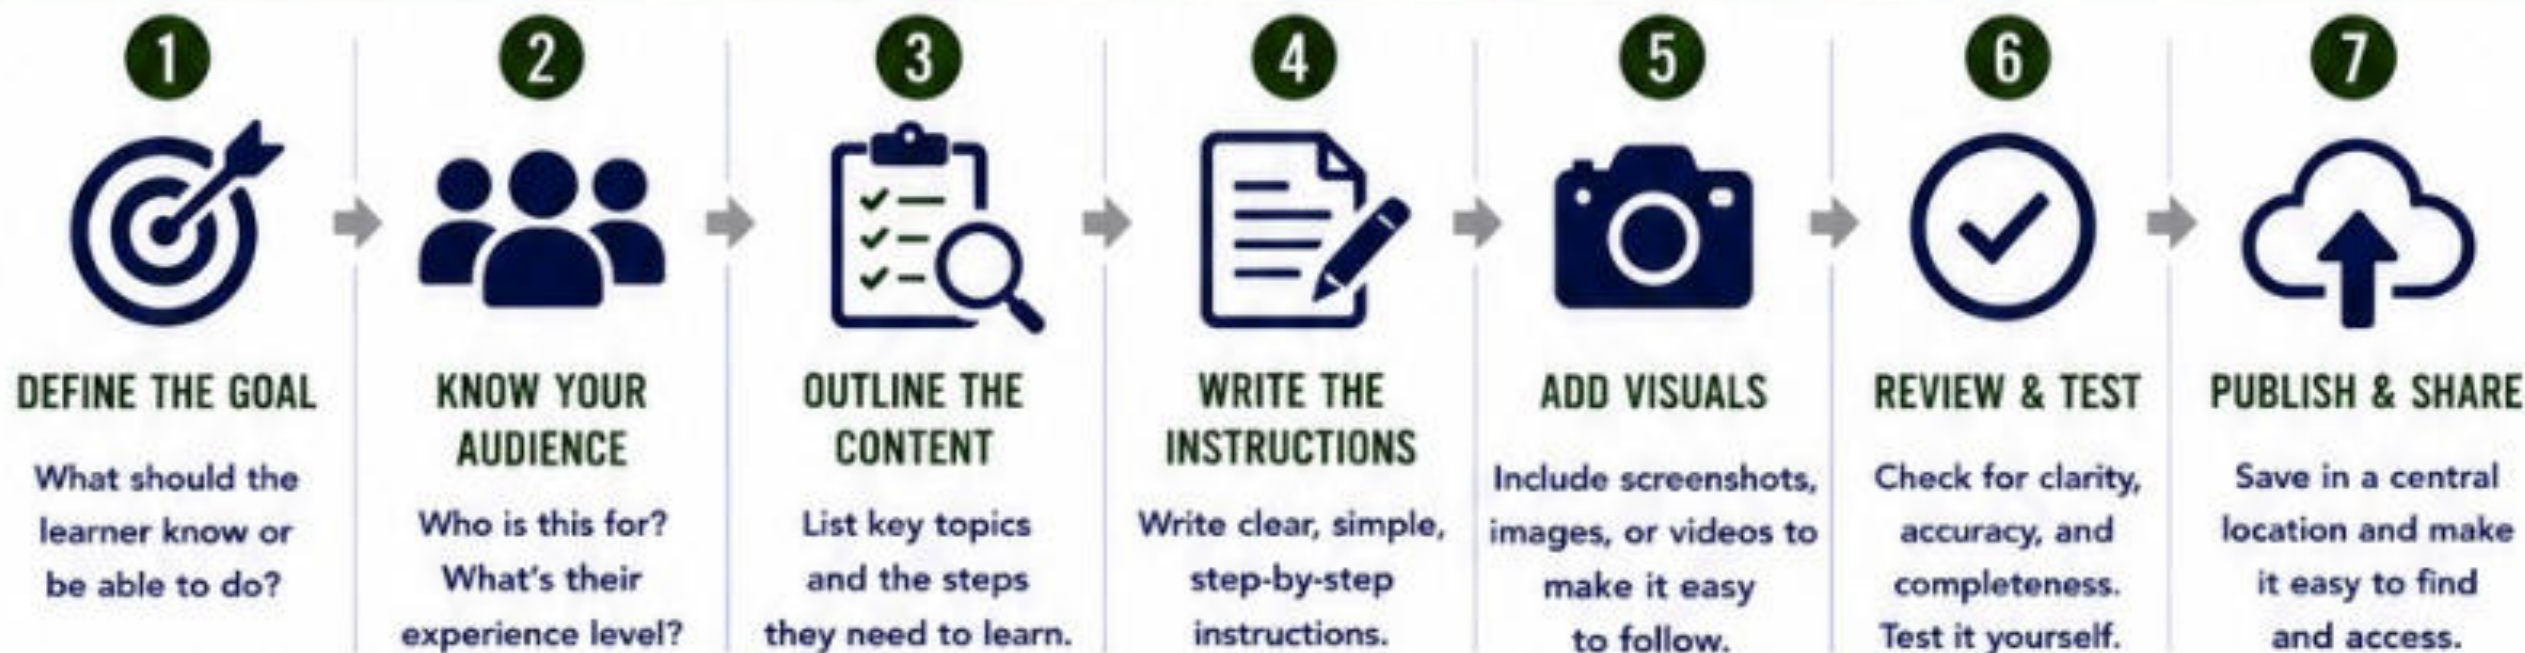 1
DEFINE THE GOAL
What should the
learner know or
be able to do?
2
KNOW YOUR
AUDIENCE
Who is this for?
What's their
experience level?
3
OUTLINE THE
CONTENT
List key topics
and the steps
they need to learn.
4
WRITE THE
INSTRUCTIONS
Write clear, simple,
step-by-step
instructions.
5
ADD VISUALS
Include screenshots,
images, or videos to
make it easy
to follow.
6
REVIEW & TEST
Check for clarity,
accuracy, and
completeness.
Test it yourself.
7
PUBLISH & SHARE
Save in a central
location and make
it easy to find
and access.